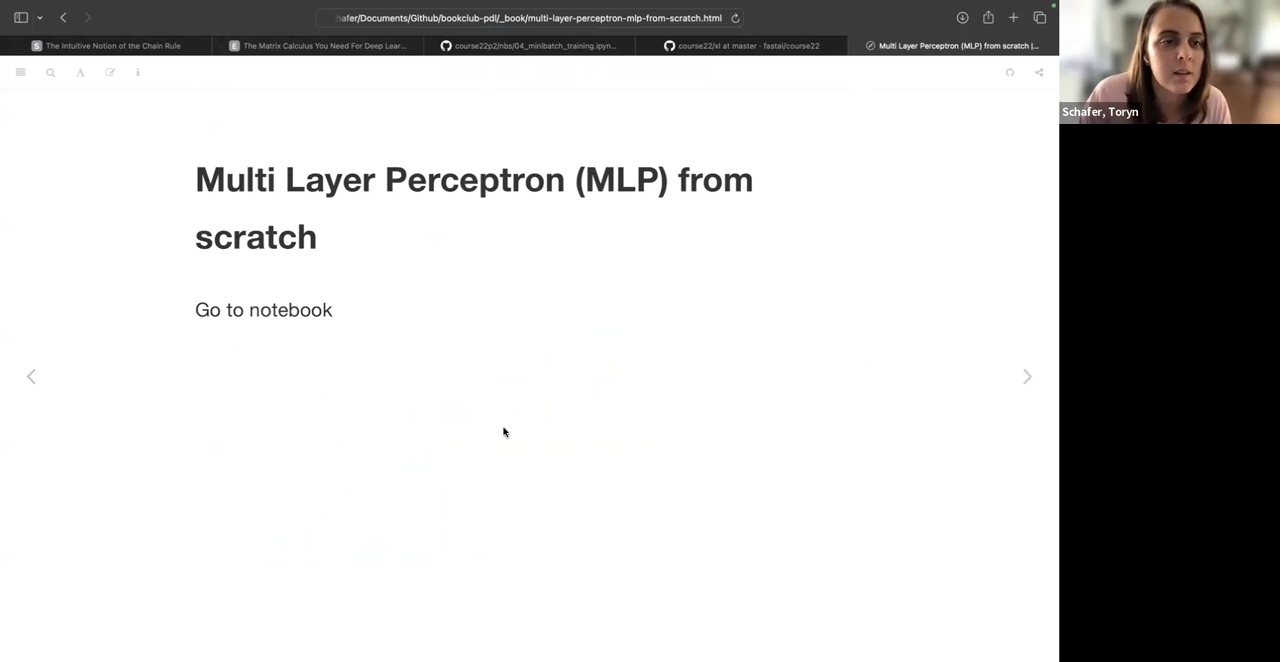 hafer/Documents/Github/bookclub-pdl/_book/multi-layer-perceptron-mlp-from-scratch.html
The Intuitive Notion of the Chain Rule
The Matrix Calculus You Need For Deep Lear...
course22p2/nbs/04_minibatch_training.ipyn...
course22/xl at master · fastai/course22
Multi Layer Perceptron (MLP) from scratch |...
Schafer, Toryn
Multi Layer Perceptron (MLP) from
scratch
Go to notebook